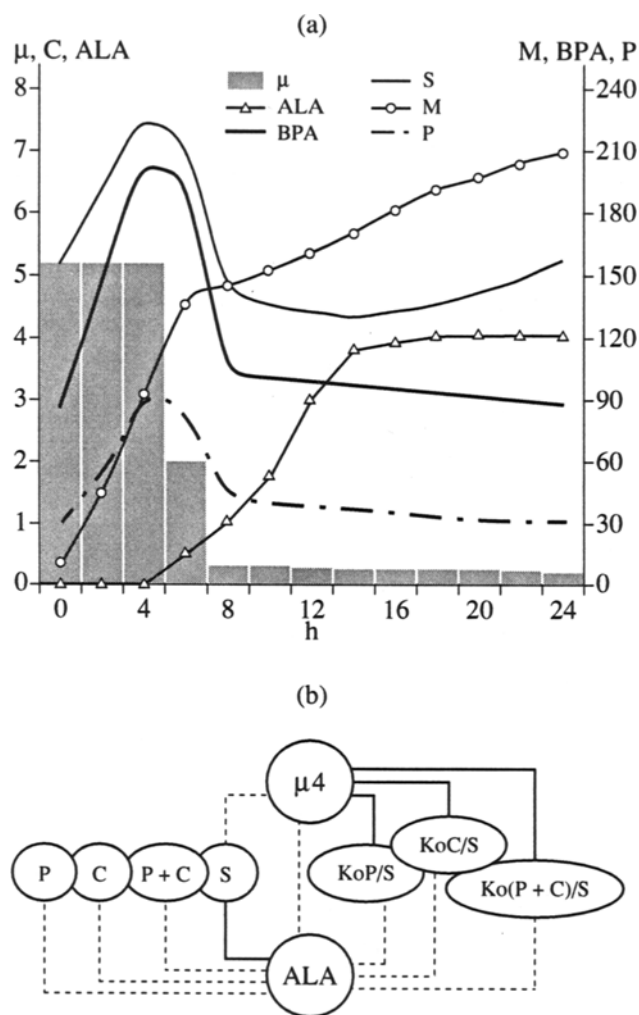 (a)
μ, C, ALA M, BPA, P
μ S
ALA M
BPA P
8 240
7 210
6 180
5 150
4 120
3 90
2 60
1 30
0 0
0 4 8 12 16 20 24
h
(b)
μ4
P C P + C S KoP/S KoC/S Ko(P + C)/S
ALA